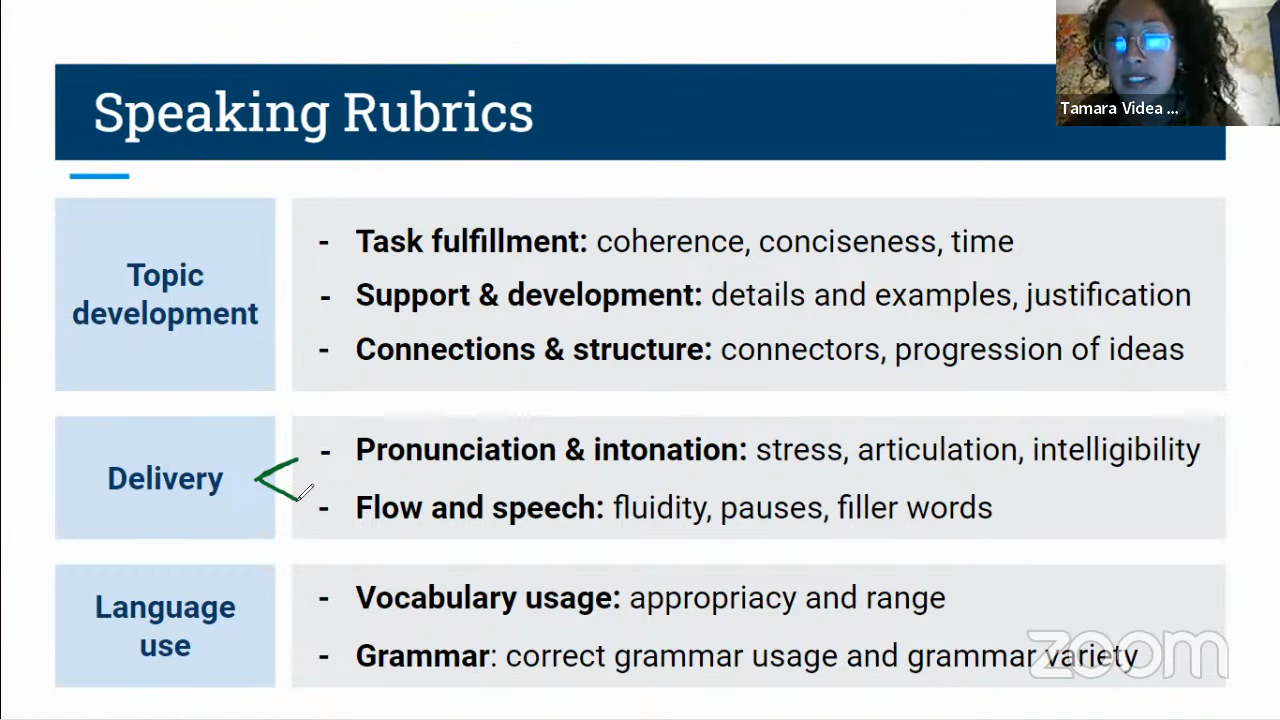 Speaking Rubrics
Tamara Videa ...
Topic
development
- Task fulfillment: coherence, conciseness, time
- Support & development: details and examples, justification
- Connections & structure: connectors, progression of ideas
Delivery
- Pronunciation & intonation: stress, articulation, intelligibility
- Flow and speech: fluidity, pauses, filler words
Language
use
- Vocabulary usage: appropriacy and range
- Grammar: correct grammar usage and grammar variety
zoom